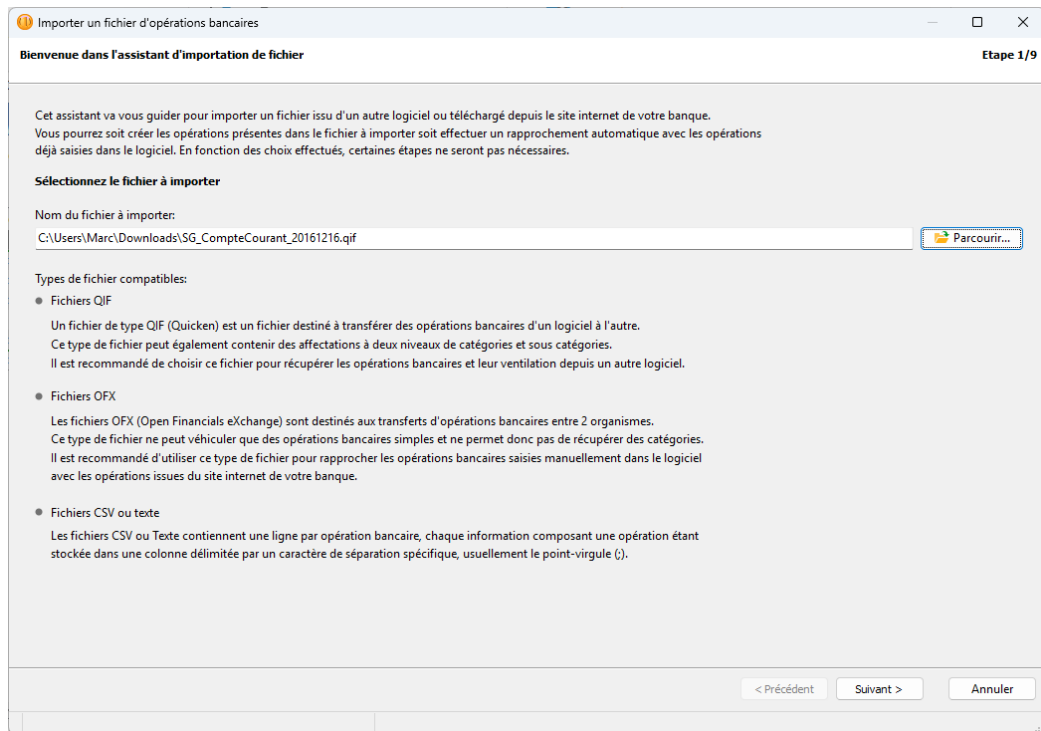 Importer un fichier d'opérations bancaires
Bienvenue dans l'assistant d'importation de fichier
Etape 1/9
Cet assistant va vous guider pour importer un fichier issu d'un autre logiciel ou téléchargé depuis le site internet de votre banque.
Vous pourrez soit créer les opérations présentes dans le fichier à importer soit effectuer un rapprochement automatique avec les opérations
déjà saisies dans le logiciel. En fonction des choix effectués, certaines étapes ne seront pas nécessaires.
Sélectionnez le fichier à importer
Nom du fichier à importer:
C:\Users\Marc\Downloads\SG_CompteCourant_20161216.qif
Parcourir...
Types de fichier compatibles:
Fichiers QIF
Un fichier de type QIF (Quicken) est un fichier destiné à transférer des opérations bancaires d'un logiciel à l'autre.
Ce type de fichier peut également contenir des affectations à deux niveaux de catégories et sous catégories.
Il est recommandé de choisir ce fichier pour récupérer les opérations bancaires et leur ventilation depuis un autre logiciel.
Fichiers OFX
Les fichiers OFX (Open Financials eXchange) sont destinés aux transferts d'opérations bancaires entre 2 organismes.
Ce type de fichier ne peut véhiculer que des opérations bancaires simples et ne permet donc pas de récupérer des catégories.
Il est recommandé d'utiliser ce type de fichier pour rapprocher les opérations bancaires saisies manuellement dans le logiciel
avec les opérations issues du site internet de votre banque.
Fichiers CSV ou texte
Les fichiers CSV ou Texte contiennent une ligne par opération bancaire, chaque information composant une opération étant
stockée dans une colonne délimitée par un caractère de séparation spécifique, usuellement le point-virgule (;).
< Précédent
Suivant >
Annuler